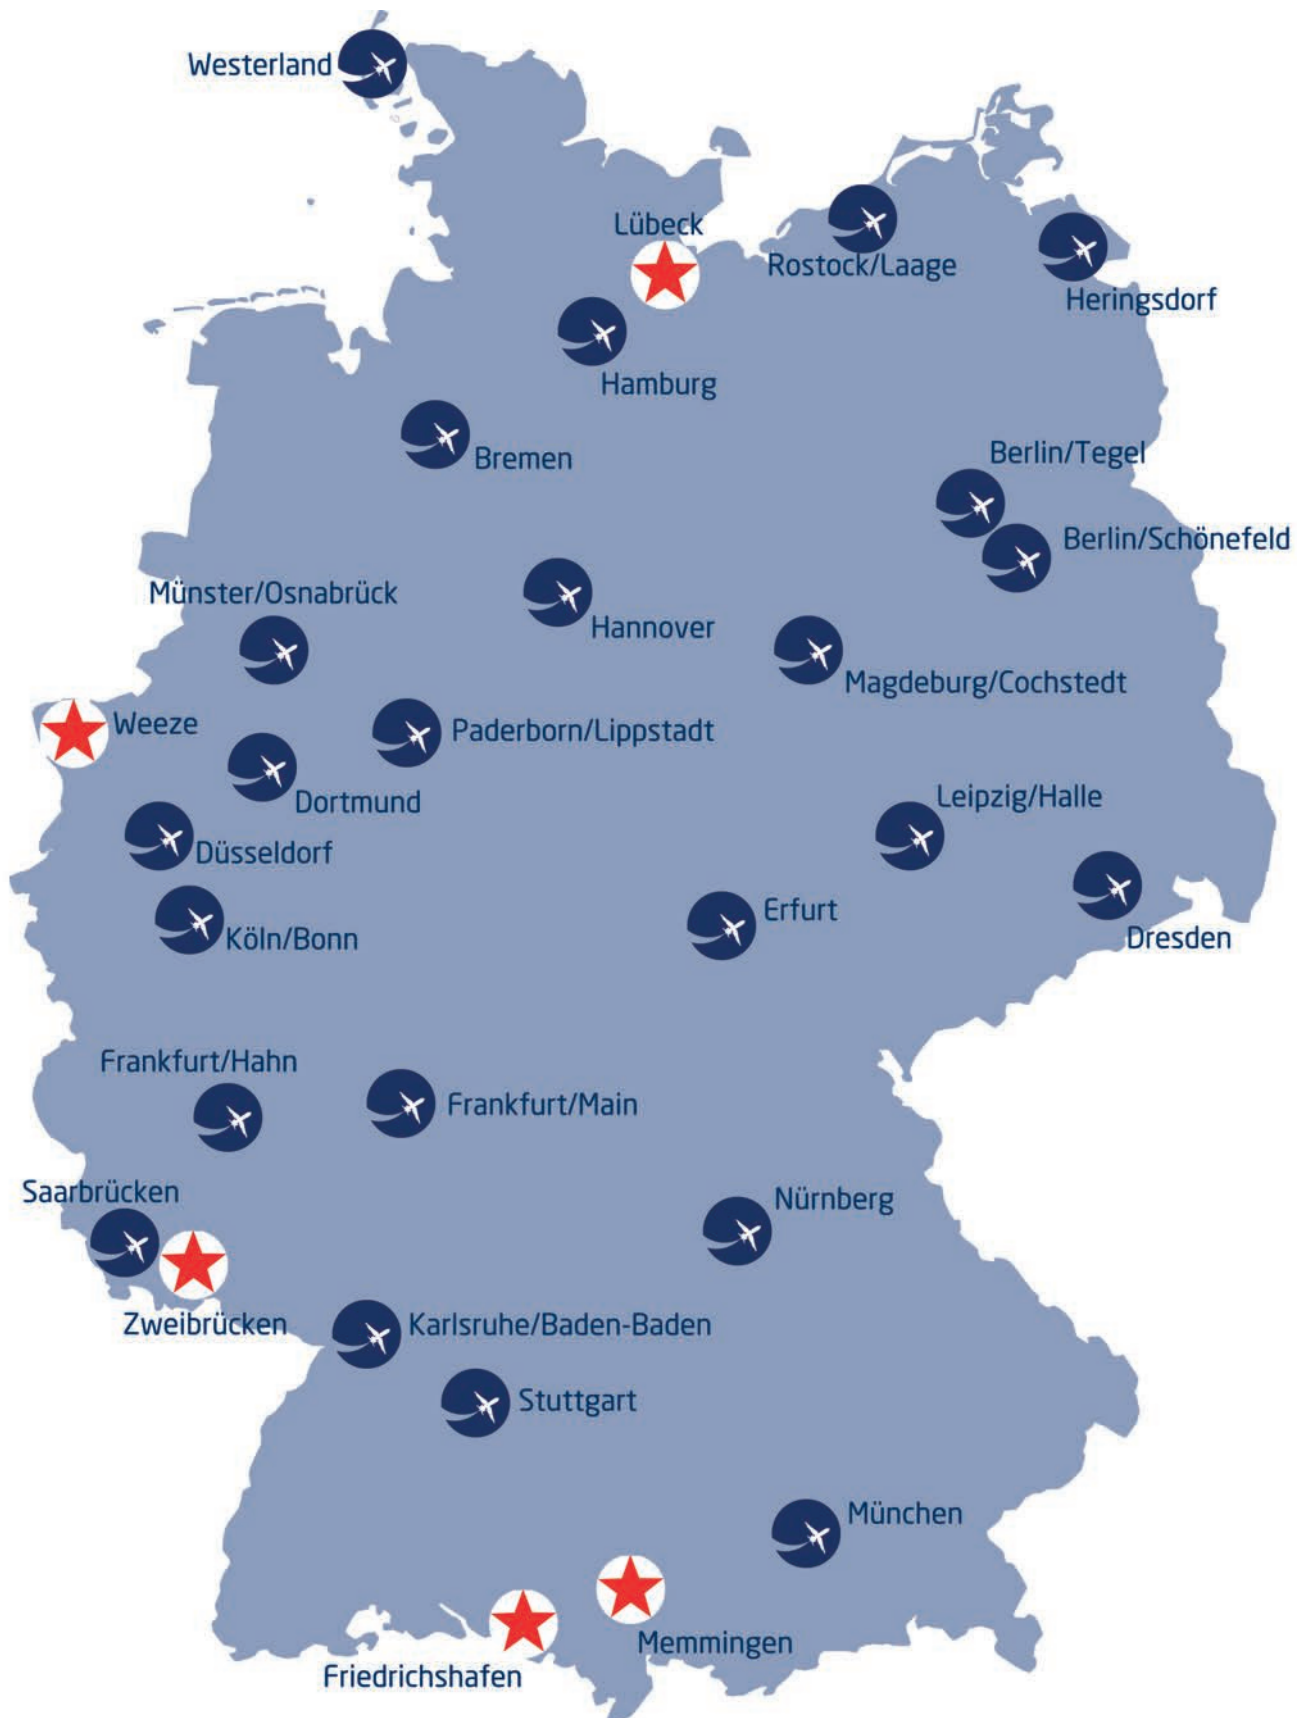 Westerland
Lübeck
Rostock/Laage
Heringsdorf
Hamburg
Bremen
Berlin/Tegel
Berlin/Schönefeld
Münster/Osnabrück
Hannover
Magdeburg/Cochstedt
Weeze
Paderborn/Lippstadt
Dortmund
Leipzig/Halle
Düsseldorf
Erfurt
Köln/Bonn
Dresden
Frankfurt/Hahn
Frankfurt/Main
Saarbrücken
Nürnberg
Zweibrücken
Karlsruhe/Baden-Baden
Stuttgart
München
Memmingen
Friedrichshafen